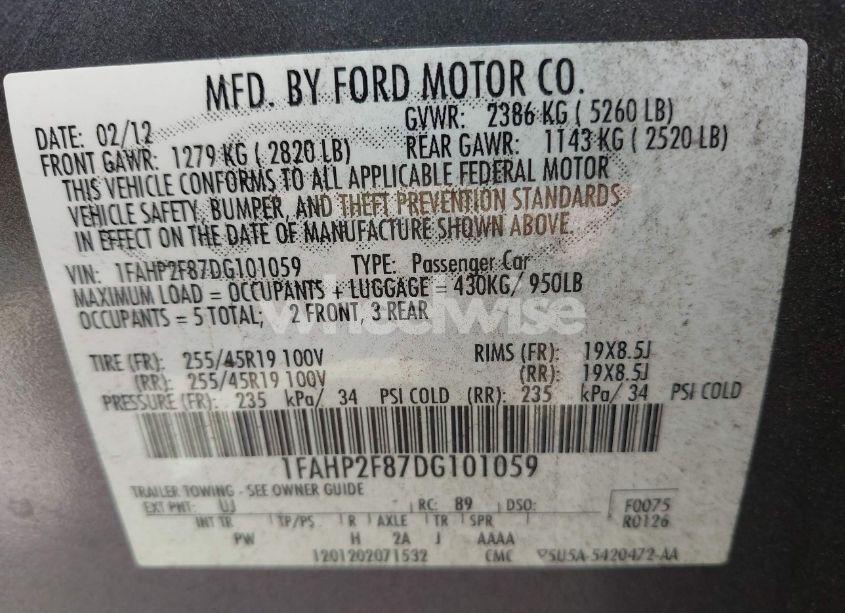 MFD. BY FORD MOTOR CO.
DATE: 02/12 GVWR: 2386 KG ( 5260 LB)
FRONT GAWR: 1279 KG ( 2820 LB) REAR GAWR: 1143 KG ( 2520 LB)
THIS VEHICLE CONFORMS TO ALL APPLICABLE FEDERAL MOTOR
VEHICLE SAFETY, BUMPER, AND THEFT PREVENTION STANDARDS
IN EFFECT ON THE DATE OF MANUFACTURE SHOWN ABOVE.
VIN: 1FAHP2F87DG101059 TYPE: Passenger Car
MAXIMUM LOAD = OCCUPANTS + LUGGAGE = 430KG/ 950LB
OCCUPANTS = 5 TOTAL; 2 FRONT, 3 REAR
wheelwise
TIRE (FR): 255/45R19 100V RIMS (FR): 19X8.5J
(RR): 255/45R19 100V (RR): 19X8.5J
PRESSURE (FR): 235 kPa/ 34 PSI COLD (RR): 235 kPa/ 34 PSI COLD
1FAHP2F87DG101059
TRAILER TOWING - SEE OWNER GUIDE
EXT PNT: UJ RC: 89 DSO: F0075
INT TR TP/PS R AXLE TR SPR R0126
PW H 2A J AAAA
1201202071532 CMC 5U5A-5420472-AA